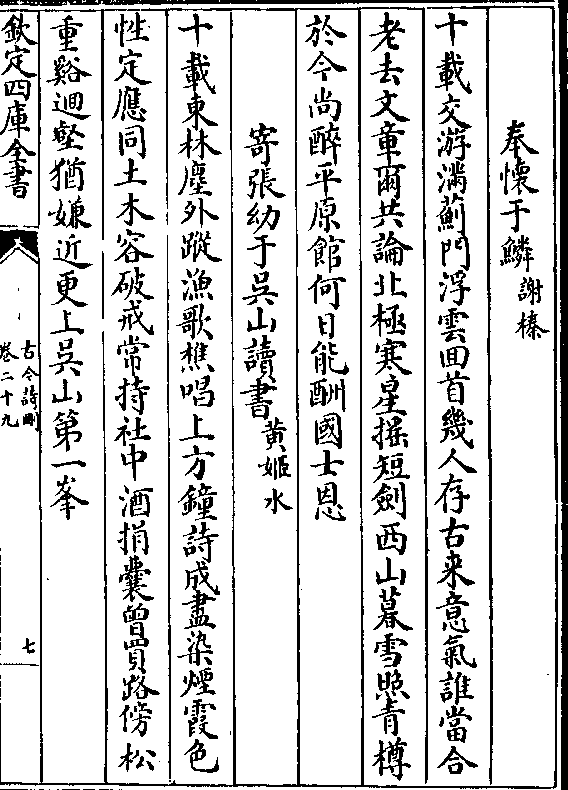 奉懷于鱗 謝榛
十載交游滿薊門浮雲回首幾人存古来意氣誰當合
老去文章爾共論北極寒星摇短劍西山暮雪照青樽
於今尚醉平原館何日能酬國士恩
寄張幼于吳山讀書 黄姬水
十載東林塵外蹤漁歌樵唱上方鐘詩成盡染煙霞色
性定應同土木容破戒常持社中酒捐囊曾買路傍松
重谿迴壑猶嫌近更上吳山第一峯
欽定四庫全書
古今詩刪
卷二十九
七